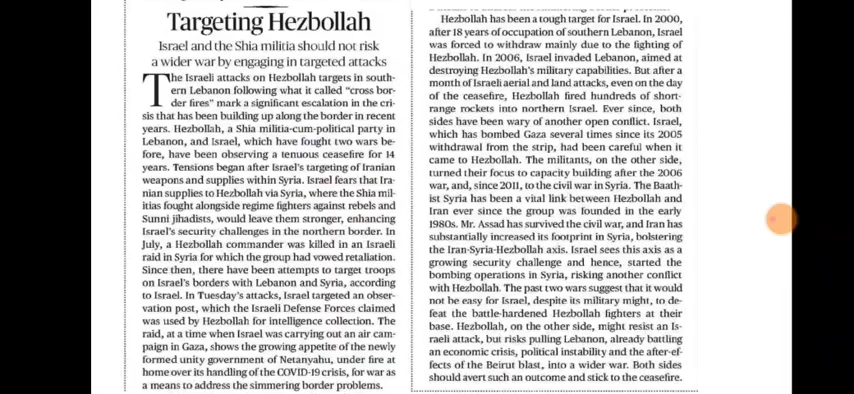 Targeting Hezbollah
Israel and the Shia militia should not risk
a wider war by engaging in targeted attacks
The Israeli attacks on Hezbollah targets in south-
ern Lebanon following what it called “cross bor-
der fires” mark a significant escalation in the cri-
sis that has been building up along the border in recent
years. Hezbollah, a Shia militia-cum-political party in
Lebanon, and Israel, which have fought two wars be-
fore, have been observing a tenuous ceasefire for 14
years. Tensions began after Israel’s targeting of Iranian
weapons and supplies within Syria. Israel fears that Ira-
nian supplies to Hezbollah via Syria, where the Shia mil-
itias fought alongside regime fighters against rebels and
Sunni jihadists, would leave them stronger, enhancing
Israel’s security challenges in the northern border. In
July, a Hezbollah commander was killed in an Israeli
raid in Syria for which the group had vowed retaliation.
Since then, there have been attempts to target troops
on Israel’s borders with Lebanon and Syria, according
to Israel. In Tuesday’s attacks, Israel targeted an obser-
vation post, which the Israeli Defense Forces claimed
was used by Hezbollah for intelligence collection. The
raid, at a time when Israel was carrying out an air cam-
paign in Gaza, shows the growing appetite of the newly
formed unity government of Netanyahu, under fire at
home over its handling of the COVID-19 crisis, for war as
a means to address the simmering border problems.
Hezbollah has been a tough target for Israel. In 2000,
after 18 years of occupation of southern Lebanon, Israel
was forced to withdraw mainly due to the fighting of
Hezbollah. In 2006, Israel invaded Lebanon, aimed at
destroying Hezbollah’s military capabilities. But after a
month of Israeli aerial and land attacks, even on the day
of the ceasefire, Hezbollah fired hundreds of short-
range rockets into northern Israel. Ever since, both
sides have been wary of another open conflict. Israel,
which has bombed Gaza several times since its 2005
withdrawal from the strip, had been careful when it
came to Hezbollah. The militants, on the other side,
turned their focus to capacity building after the 2006
war, and, since 2011, to the civil war in Syria. The Baath-
ist Syria has been a vital link between Hezbollah and
Iran ever since the group was founded in the early
1980s. Mr. Assad has survived the civil war, and Iran has
substantially increased its footprint in Syria, bolstering
the Iran-Syria-Hezbollah axis. Israel sees this axis as a
growing security challenge and hence, started the
bombing operations in Syria, risking another conflict
with Hezbollah. The past two wars suggest that it would
not be easy for Israel, despite its military might, to de-
feat the battle-hardened Hezbollah fighters at their
base. Hezbollah, on the other side, might resist an Is-
raeli attack, but risks pulling Lebanon, already battling
an economic crisis, political instability and the after-ef-
fects of the Beirut blast, into a wider war. Both sides
should avert such an outcome and stick to the ceasefire.